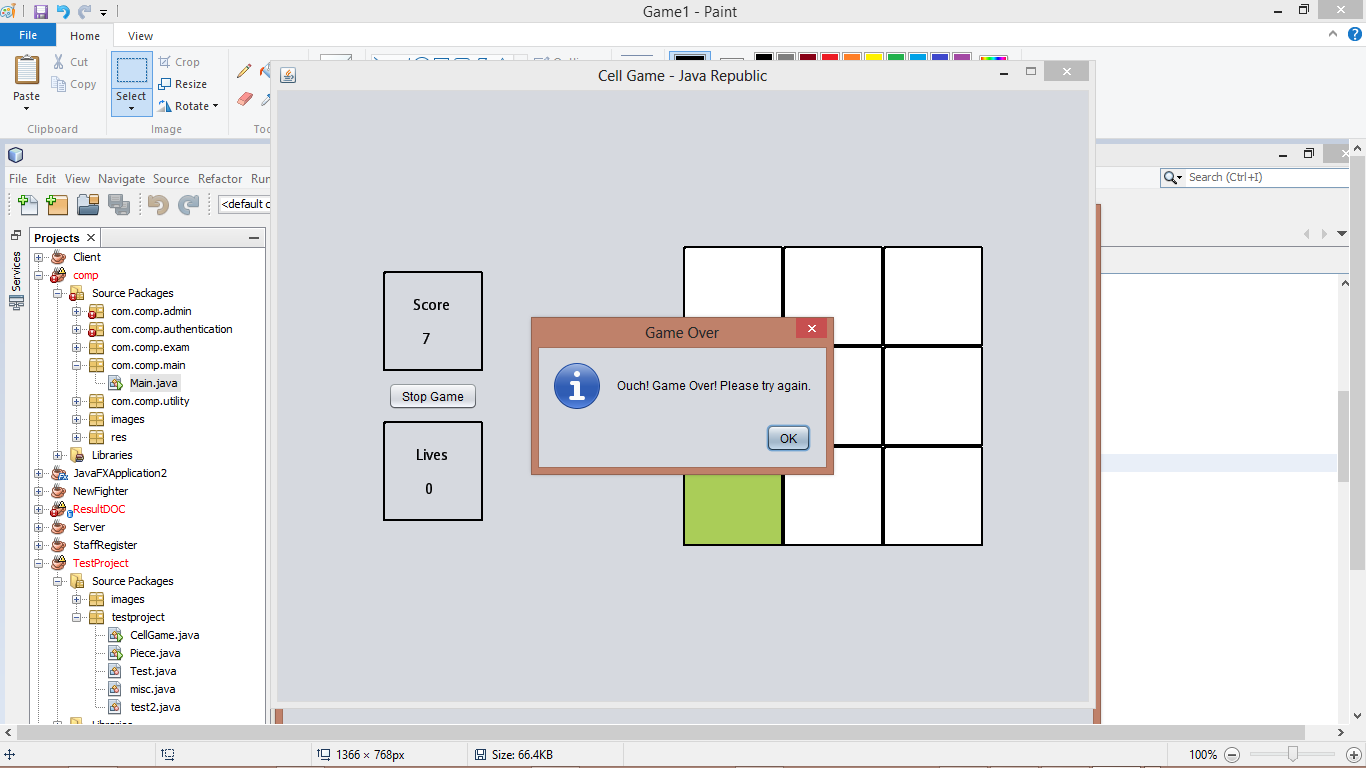 Game1 - Paint
File
Home
View
Paste
Cut
Copy
Clipboard
Select
Crop
Resize
Rotate
Image
Cell Game - Java Republic
File Edit View Navigate Source Refactor
<default
Search (Ctrl+I)
Services
Projects
Client
comp
Source Packages
com.comp.admin
com.comp.authentication
com.comp.exam
com.comp.main
Main.java
com.comp.utility
images
res
Libraries
JavaFXApplication2
NewFighter
ResultDOC
Server
StaffRegister
TestProject
Source Packages
images
testproject
CellGame.java
Piece.java
Test.java
misc.java
test2.java
Score
7
Stop Game
Lives
0
Game Over
Ouch! Game Over! Please try again.
OK
1366 × 768px
Size: 66.4KB
100%